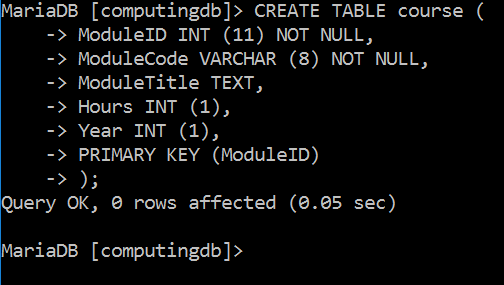 MariaDB [computingdb]> CREATE TABLE course (
    -> ModuleID INT (11) NOT NULL,
    -> ModuleCode VARCHAR (8) NOT NULL,
    -> ModuleTitle TEXT,
    -> Hours INT (1),
    -> Year INT (1),
    -> PRIMARY KEY (ModuleID)
    -> );
Query OK, 0 rows affected (0.05 sec)
MariaDB [computingdb]>